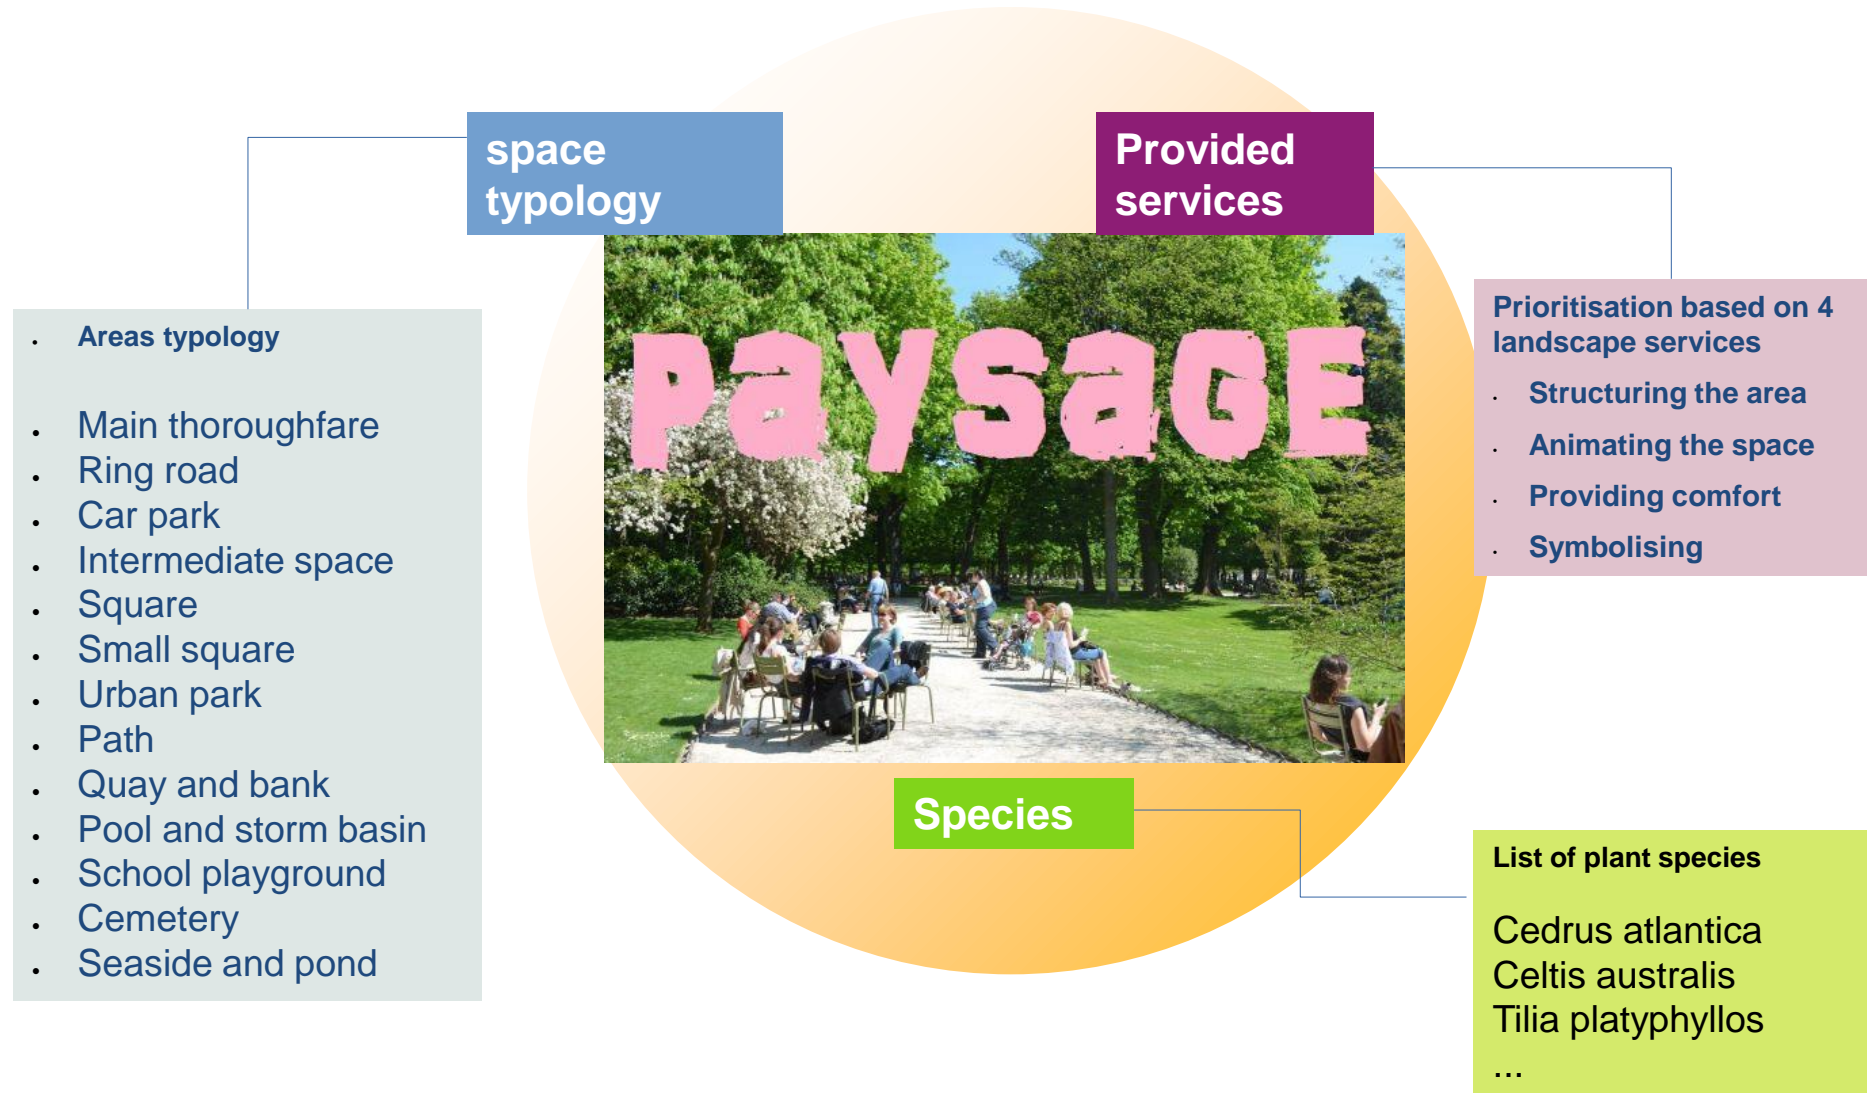 space
typology
Provided
services
PaYSaGE
Areas typology
Main thoroughfare
Ring road
Car park
Intermediate space
Square
Small square
Urban park
Path
Quay and bank
Pool and storm basin
School playground
Cemetery
Seaside and pond
Prioritisation based on 4
landscape services
Structuring the area
Animating the space
Providing comfort
Symbolising
Species
List of plant species
Cedrus atlantica
Celtis australis
Tilia platyphyllos
...